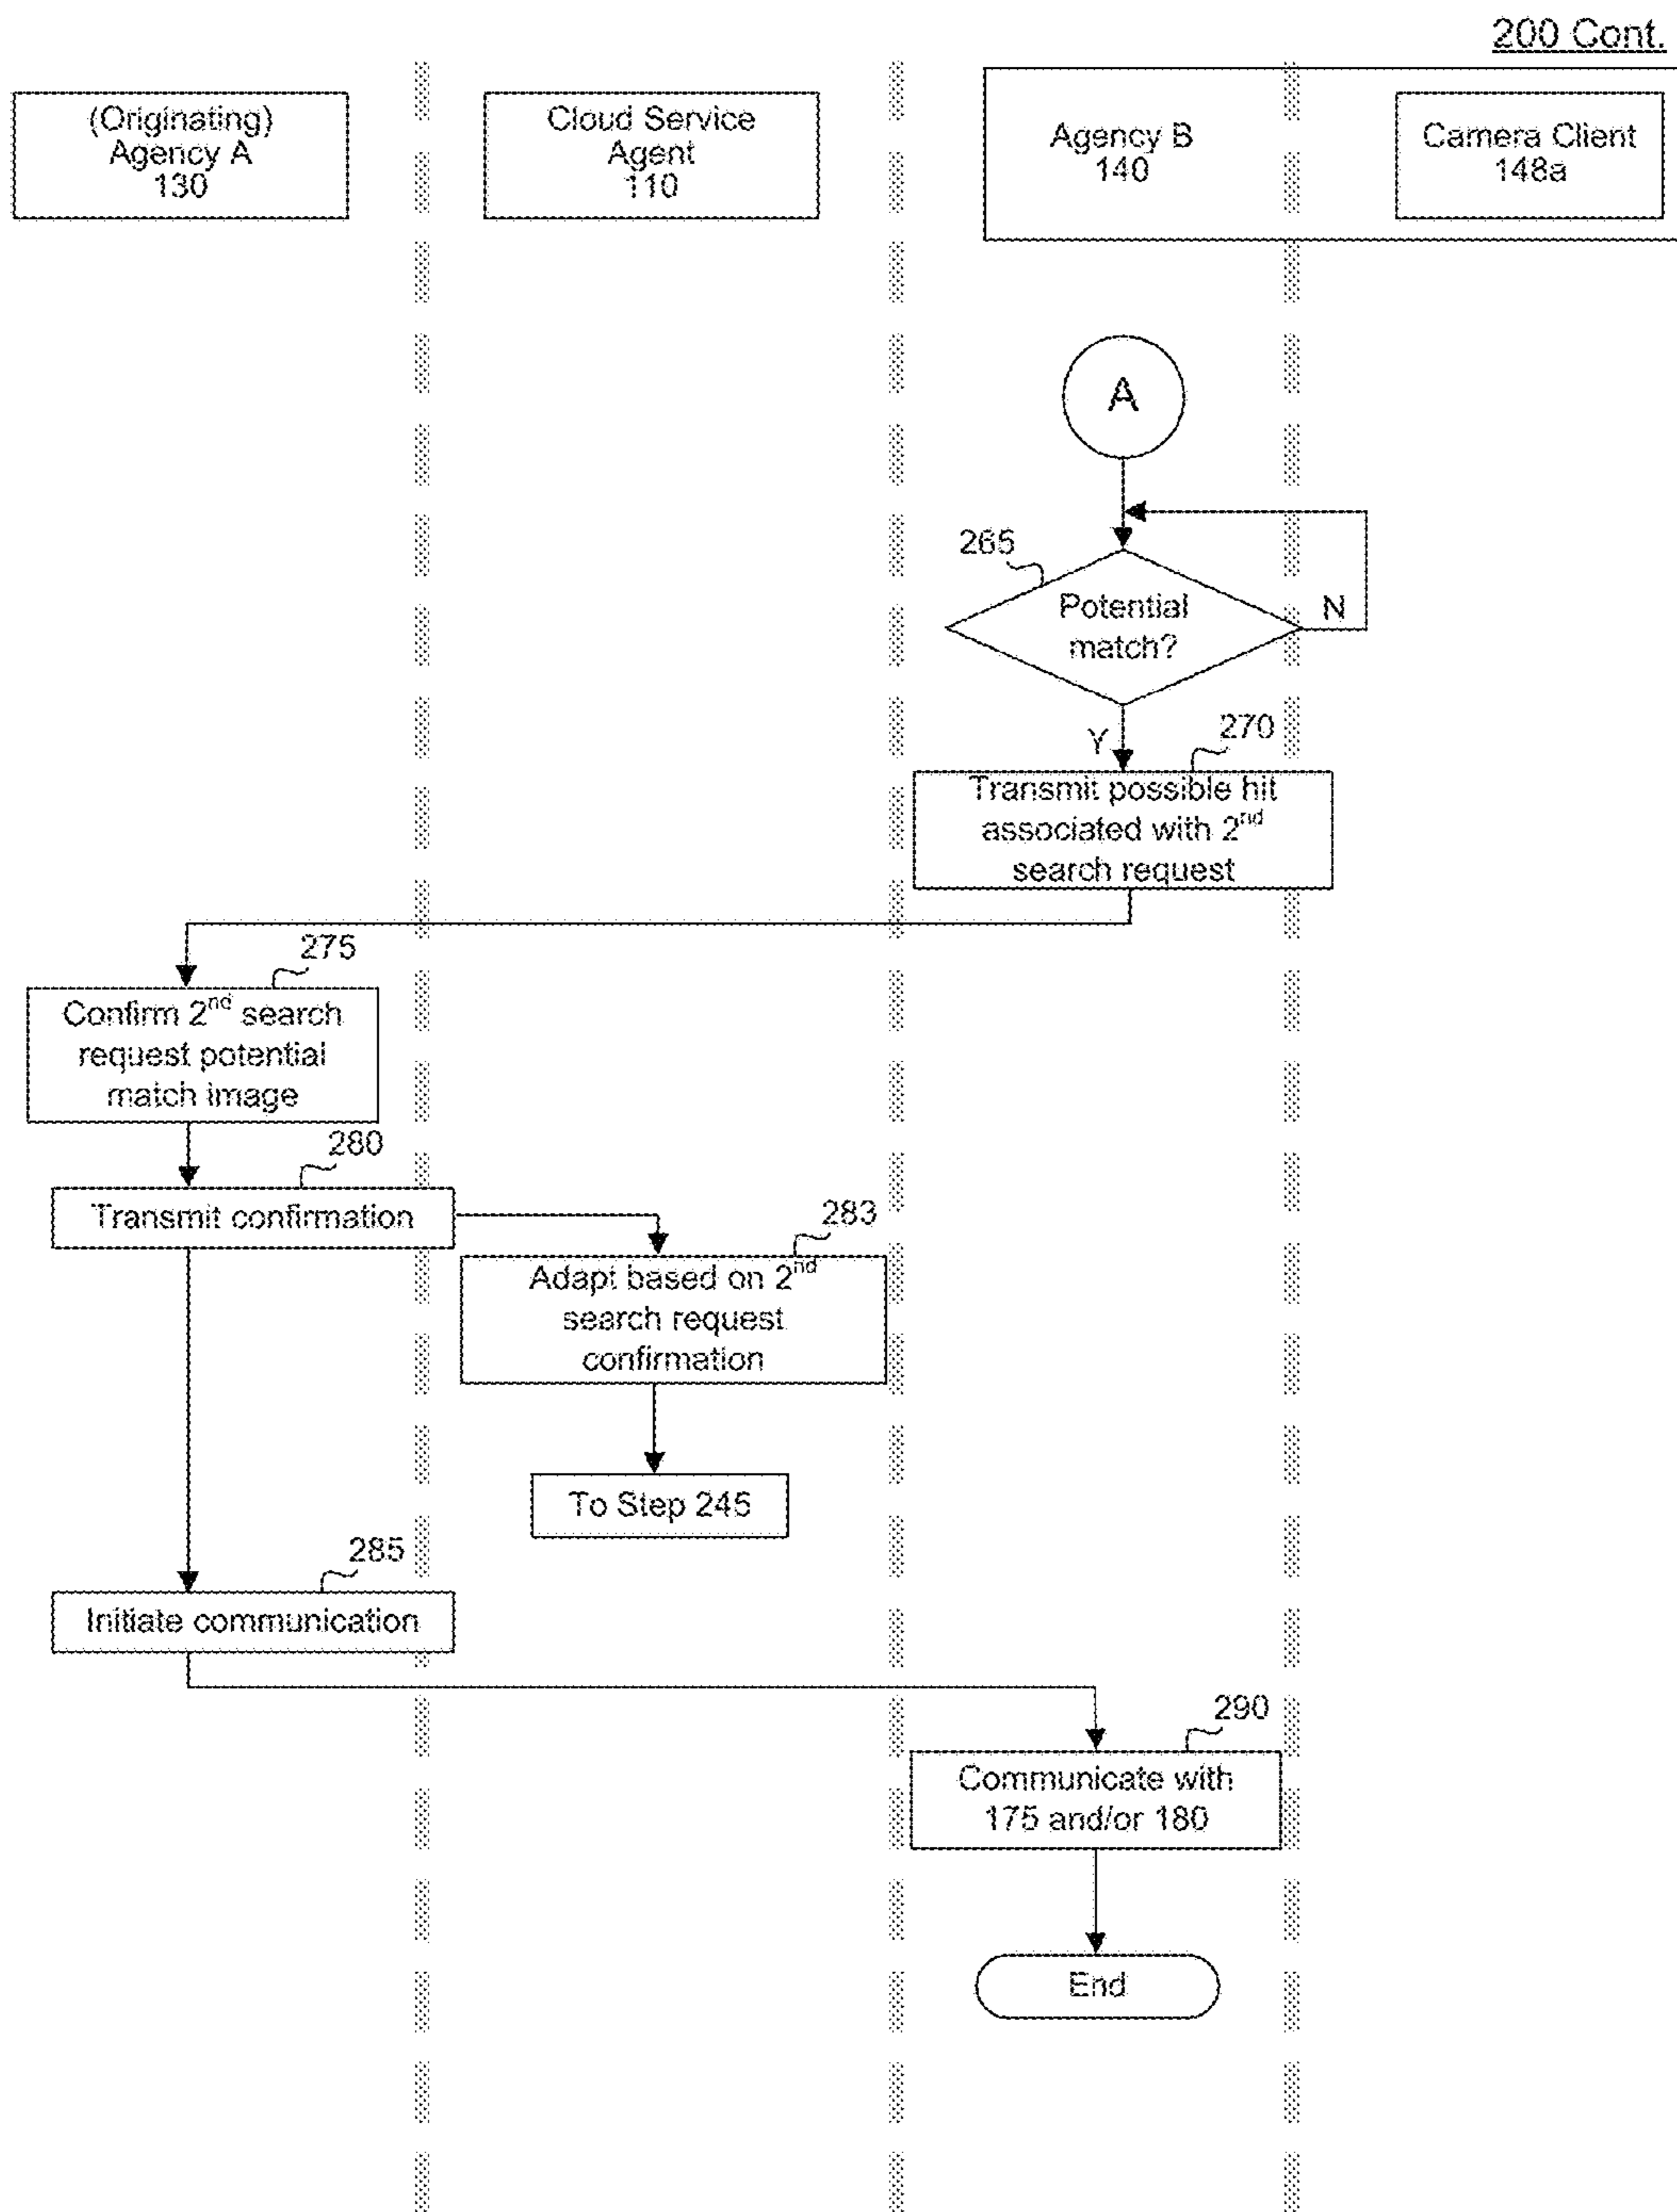 200 Cont.
(Originating)
Agency A
130
Cloud Service
Agent
110
Agency B
140
Camera Client
148a
A
265
Potential
match?
N
Y
270
Transmit possible hit
associated with 2nd
search request
275
Confirm 2nd search
request potential
match image
280
Transmit confirmation
283
Adapt based on 2nd
search request
confirmation
To Step 245
285
Initiate communication
290
Communicate with
175 and/or 180
End